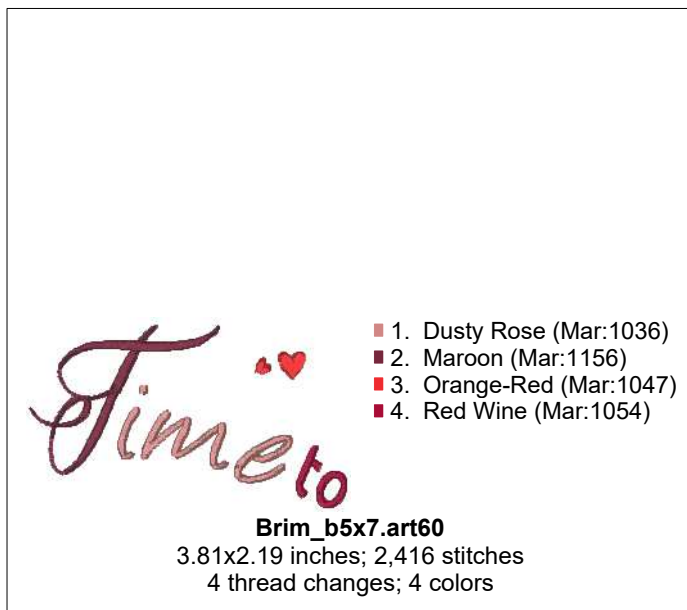 Time to
1. Dusty Rose (Mar:1036)
2. Maroon (Mar:1156)
3. Orange-Red (Mar:1047)
4. Red Wine (Mar:1054)
Brim_b5x7.art60
3.81x2.19 inches; 2,416 stitches
4 thread changes; 4 colors